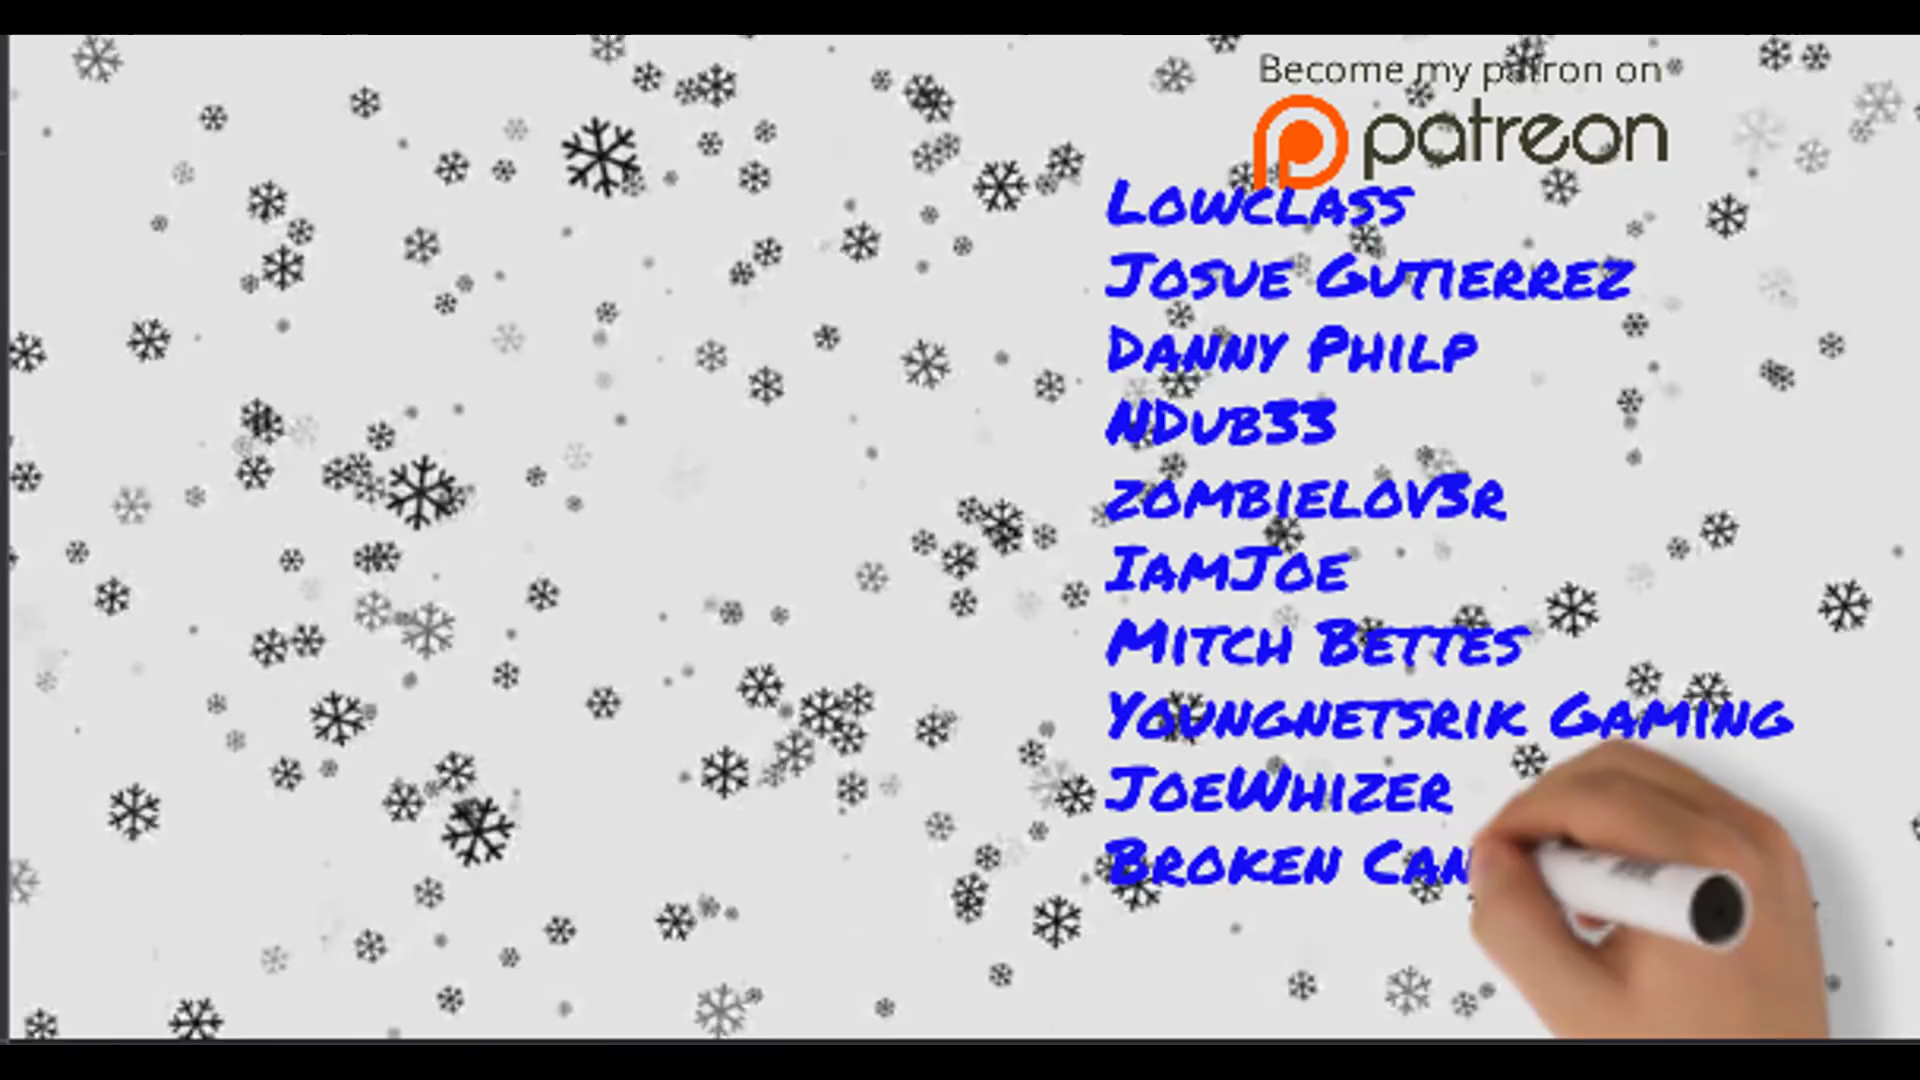 Become my patron on
patreon
Lowclass
Josue Gutierrez
Danny Philp
NDub33
zombielov3r
IamJoe
Mitch Bettes
Youngnetsrik Gaming
JoeWhizer
Broken